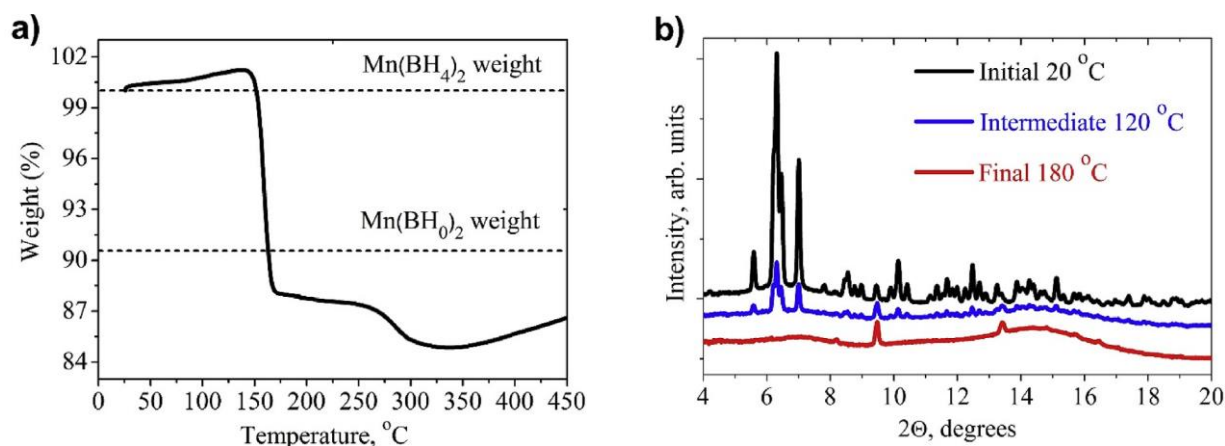 a)
102
99
96
93
90
87
84
Weight (%)
Mn(BH₄)₂ weight
Mn(BH₀)₂ weight
0 50 100 150 200 250 300 350 400 450
Temperature, °C
b)
Initial 20 °C
Intermediate 120 °C
Final 180 °C
Intensity, arb. units
4 6 8 10 12 14 16 18 20
2Θ, degrees